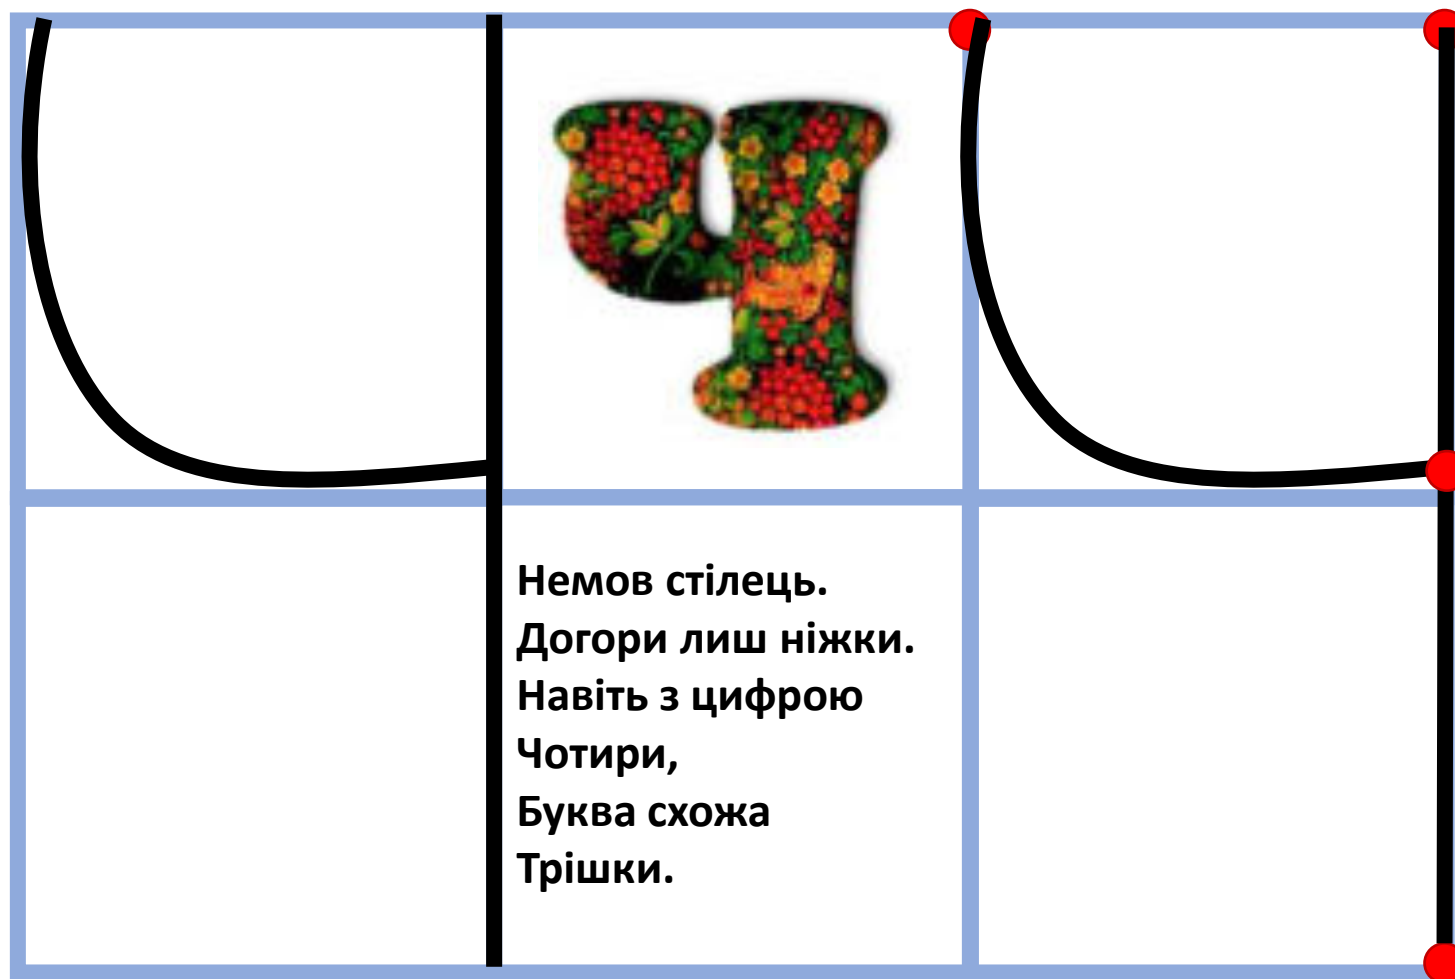 Ч
Немов стілець.
Догори лиш ніжки.
Навіть з цифрою
Чотири,
Буква схожа
Трішки.